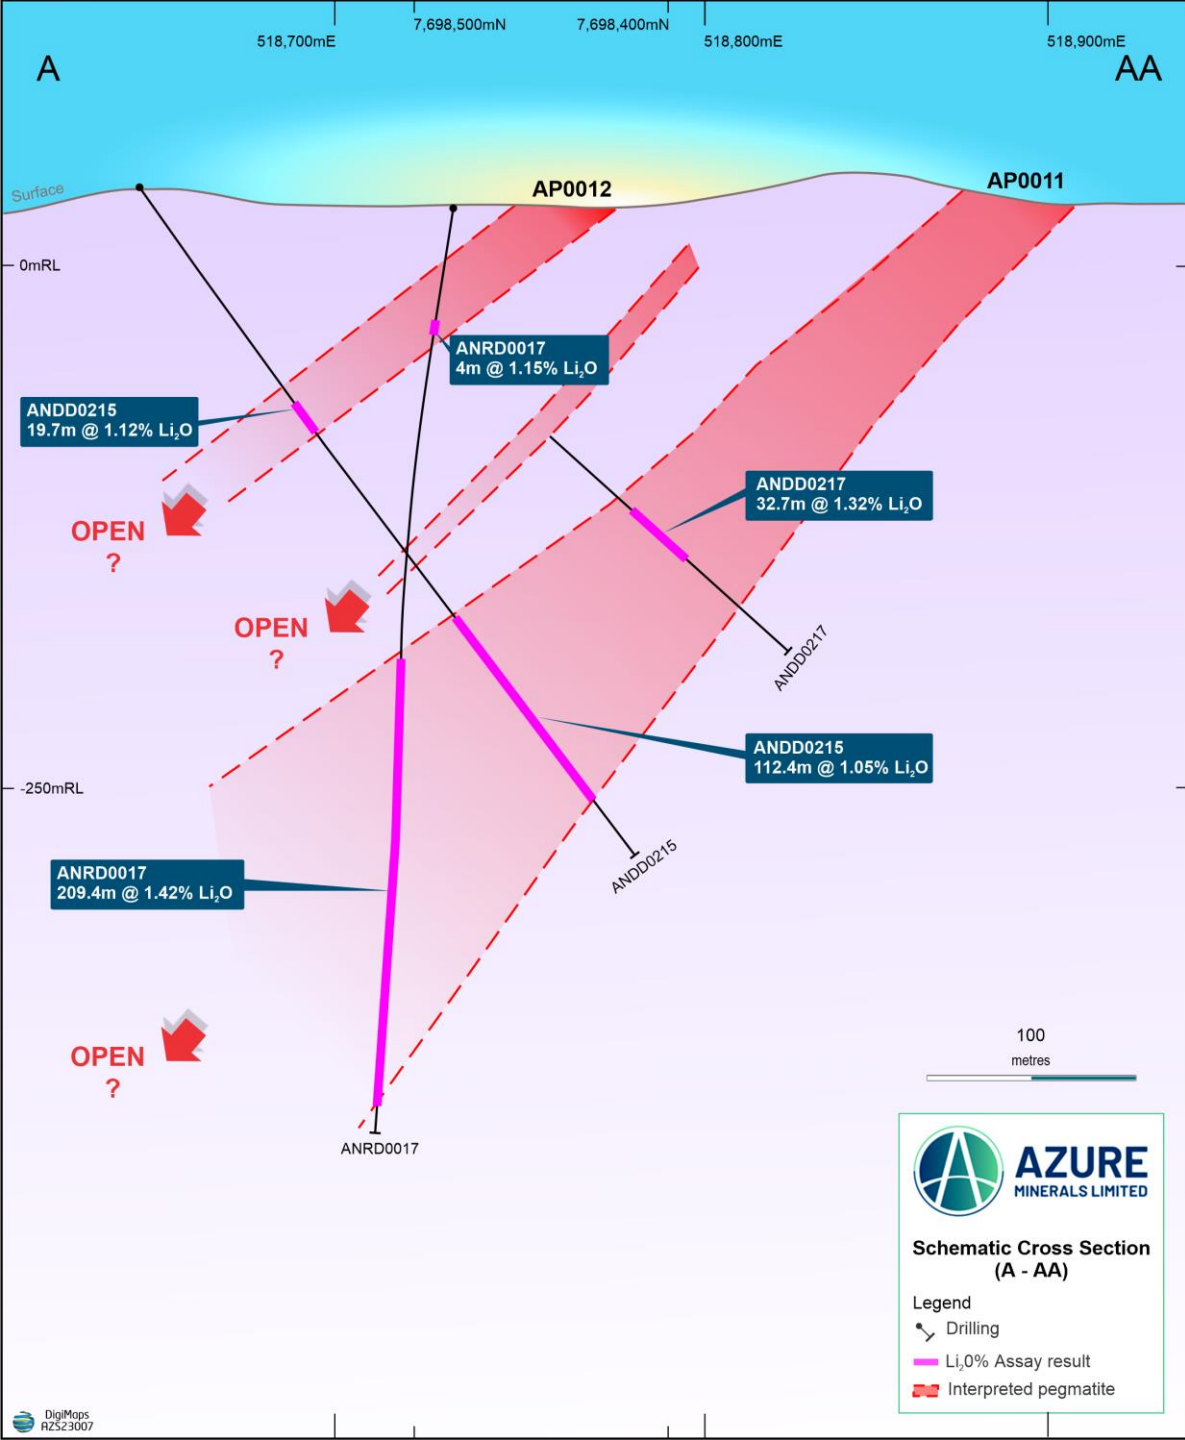 7,698,500mN
7,698,400mN
518,700mE
518,800mE
518,900mE
A
AA
Surface
AP0012
AP0011
0mRL
ANRD0017
4m @ 1.15% Li₂O
ANDD0215
19.7m @ 1.12% Li₂O
ANDD0217
32.7m @ 1.32% Li₂O
OPEN
?
OPEN
?
ANDD0217
ANDD0215
112.4m @ 1.05% Li₂O
-250mRL
ANDD0215
ANRD0017
209.4m @ 1.42% Li₂O
OPEN
?
ANRD0017
100
metres
AZURE
MINERALS LIMITED
Schematic Cross Section
(A - AA)
Legend
Drilling
Li₂0% Assay result
Interpreted pegmatite
DigiMaps
AZS23007